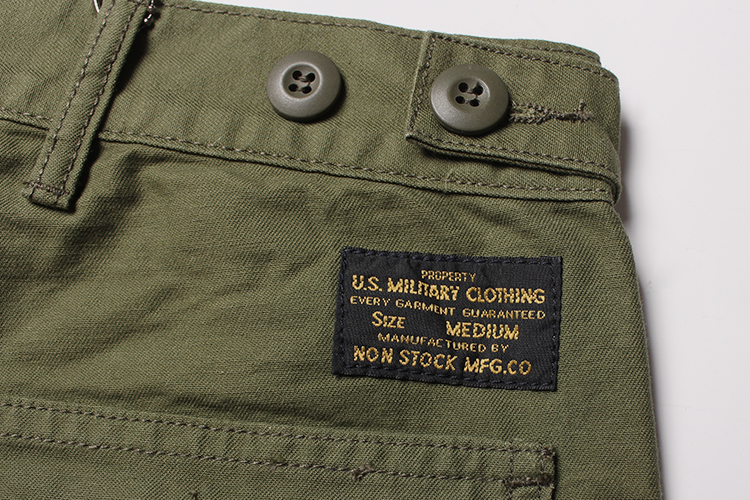 PROPERTY
U.S. MILITARY CLOTHING
EVERY GARMENT GUARANTEED
SIZE MEDIUM
MANUFACTURED BY
NON STOCK MFG.CO